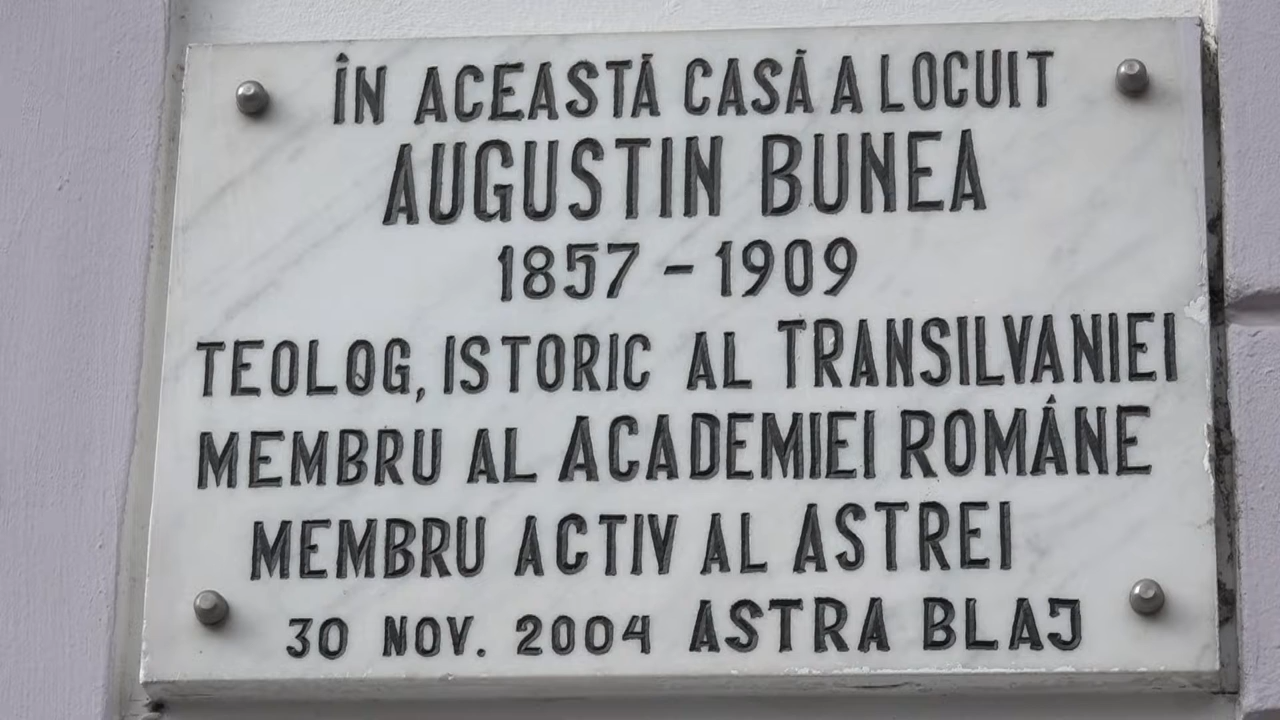 ÎN ACEASTĂ CASĂ A LOCUIT
AUGUSTIN BUNEA
1857 - 1909
TEOLOG, ISTORIC AL TRANSILVANIEI
MEMBRU AL ACADEMIEI ROMÂNE
MEMBRU ACTIV AL ASTREI
30 NOV. 2004 ASTRA BLAJ